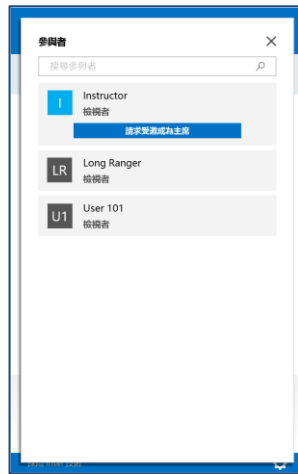 參與者
搜尋參與者
I
Instructor
檢視者
請求受邀成為主席
LR
Long Ranger
檢視者
U1
User 101
檢視者